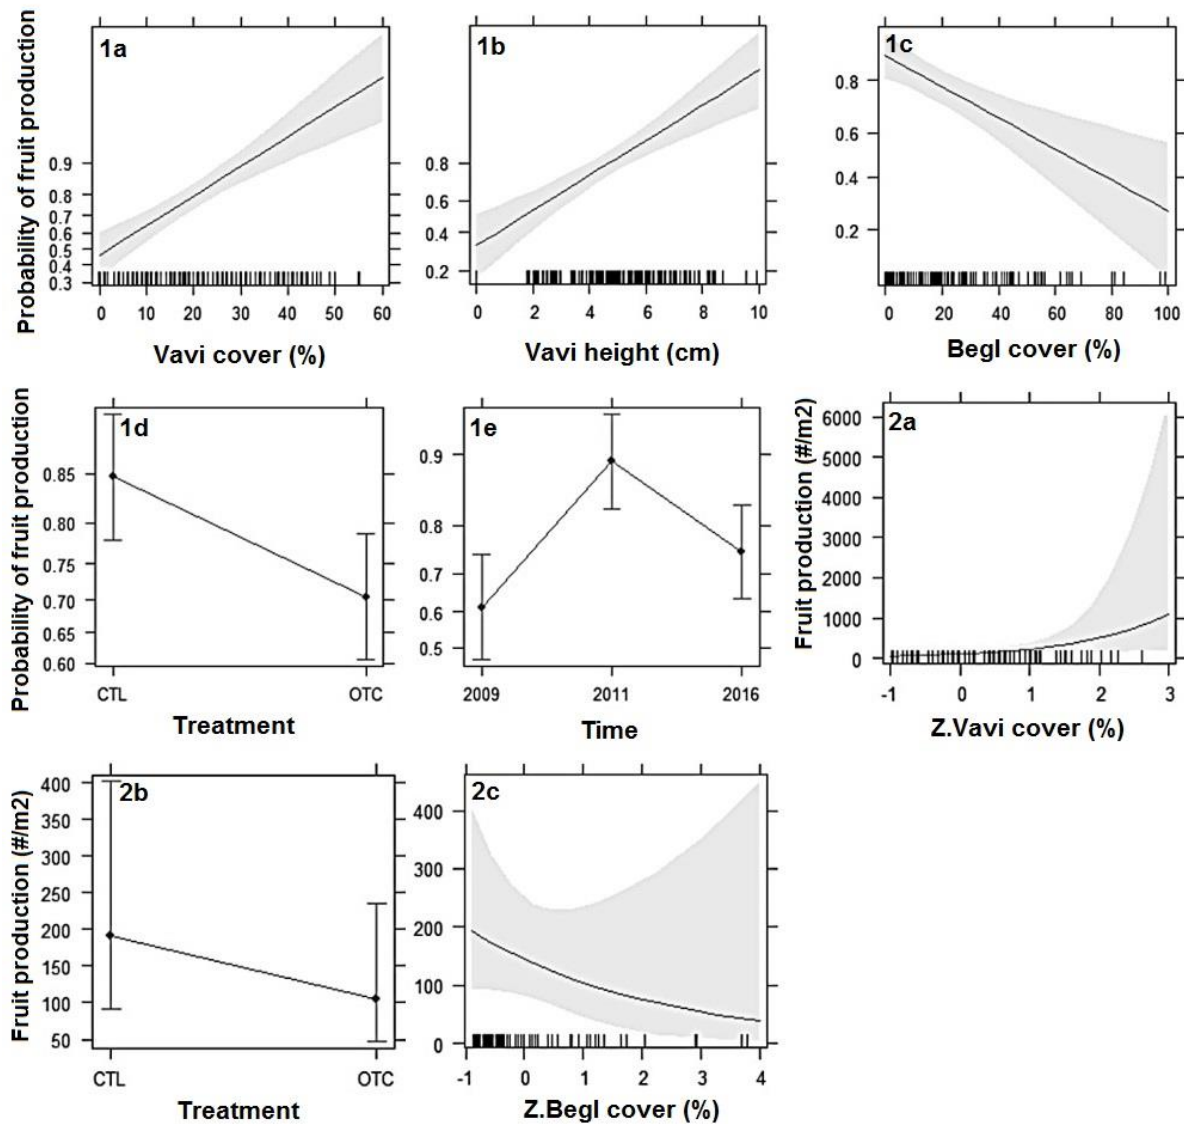 1a
Probability of fruit production
0.9
0.8
0.7
0.6
0.5
0.4
0.3
0 10 20 30 40 50 60
Vavi cover (%)
1b
0.8
0.6
0.4
0.2
0 2 4 6 8 10
Vavi height (cm)
1c
0.8
0.6
0.4
0.2
0 20 40 60 80 100
Begl cover (%)
1d
Probability of fruit production
0.85
0.80
0.75
0.70
0.65
0.60
CTL OTC
Treatment
1e
0.9
0.8
0.7
0.6
0.5
2009 2011 2016
Time
2a
Fruit production (#/m2)
6000
5000
4000
3000
2000
1000
0
-1 0 1 2 3
Z.Vavi cover (%)
2b
Fruit production (#/m2)
400
350
300
250
200
150
100
50
CTL OTC
Treatment
2c
400
300
200
100
0
-1 0 1 2 3 4
Z.Begl cover (%)